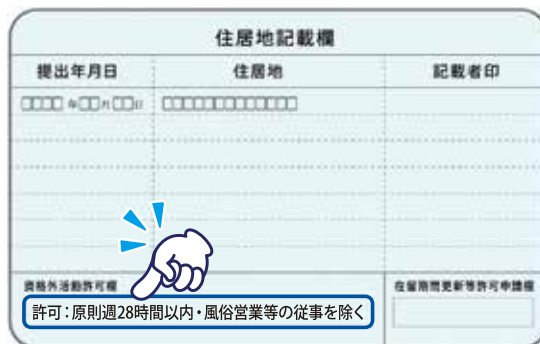 住居地記載欄
提出年月日 住居地 記載者印
□□□□年□□月□□日 □□□□□□□□□□□□□
資格外活動許可欄
許可：原則週28時間以内・風俗営業等の従事を除く
在留期間更新等許可申請欄